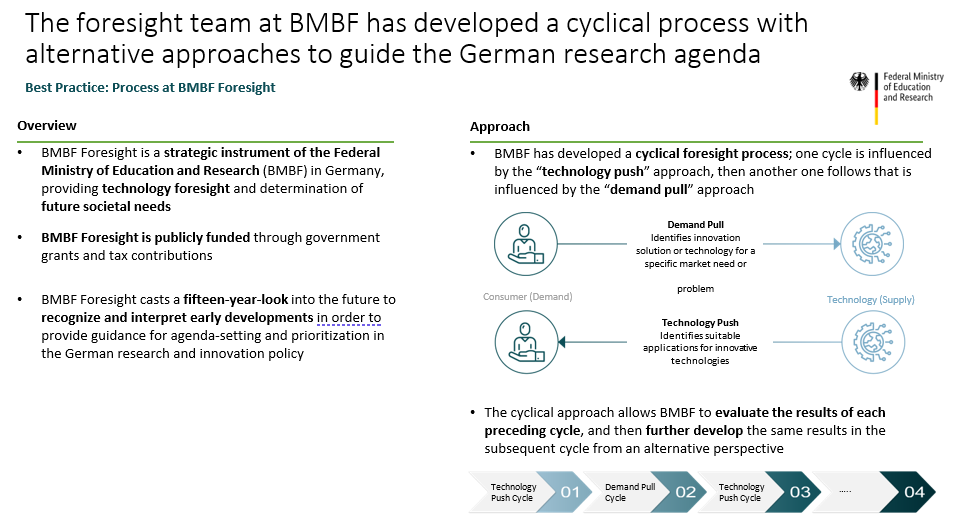 The foresight team at BMBF has developed a cyclical process with
alternative approaches to guide the German research agenda
Best Practice: Process at BMBF Foresight
Federal Ministry
of Education
and Research
Overview
• BMBF Foresight is a strategic instrument of the Federal
Ministry of Education and Research (BMBF) in Germany,
providing technology foresight and determination of
future societal needs
• BMBF Foresight is publicly funded through government
grants and tax contributions
• BMBF Foresight casts a fifteen-year-look into the future to
recognize and interpret early developments in order to
provide guidance for agenda-setting and prioritization in
the German research and innovation policy
Approach
• BMBF has developed a cyclical foresight process; one cycle is influenced
by the “technology push” approach, then another one follows that is
influenced by the “demand pull” approach
Demand Pull
Identifies innovation
solution or technology for a
specific market need or
problem
Consumer (Demand)
Technology (Supply)
Technology Push
Identifies suitable
applications for innovative
technologies
• The cyclical approach allows BMBF to evaluate the results of each
preceding cycle, and then further develop the same results in the
subsequent cycle from an alternative perspective
Technology
Push Cycle
01
Demand Pull
Cycle
02
Technology
Push Cycle
03
.....
04